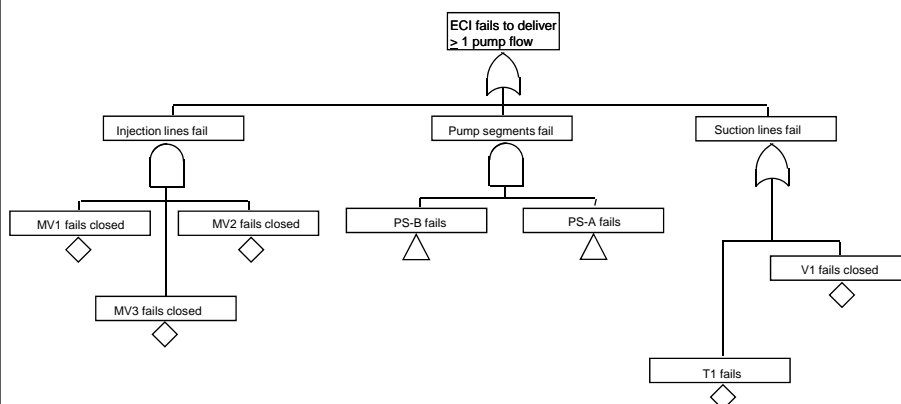 ECI fails to deliver
≥ 1 pump flow
Injection lines fail
Pump segments fail
Suction lines fail
MV1 fails closed
MV2 fails closed
PS-B fails
PS-A fails
V1 fails closed
MV3 fails closed
T1 fails